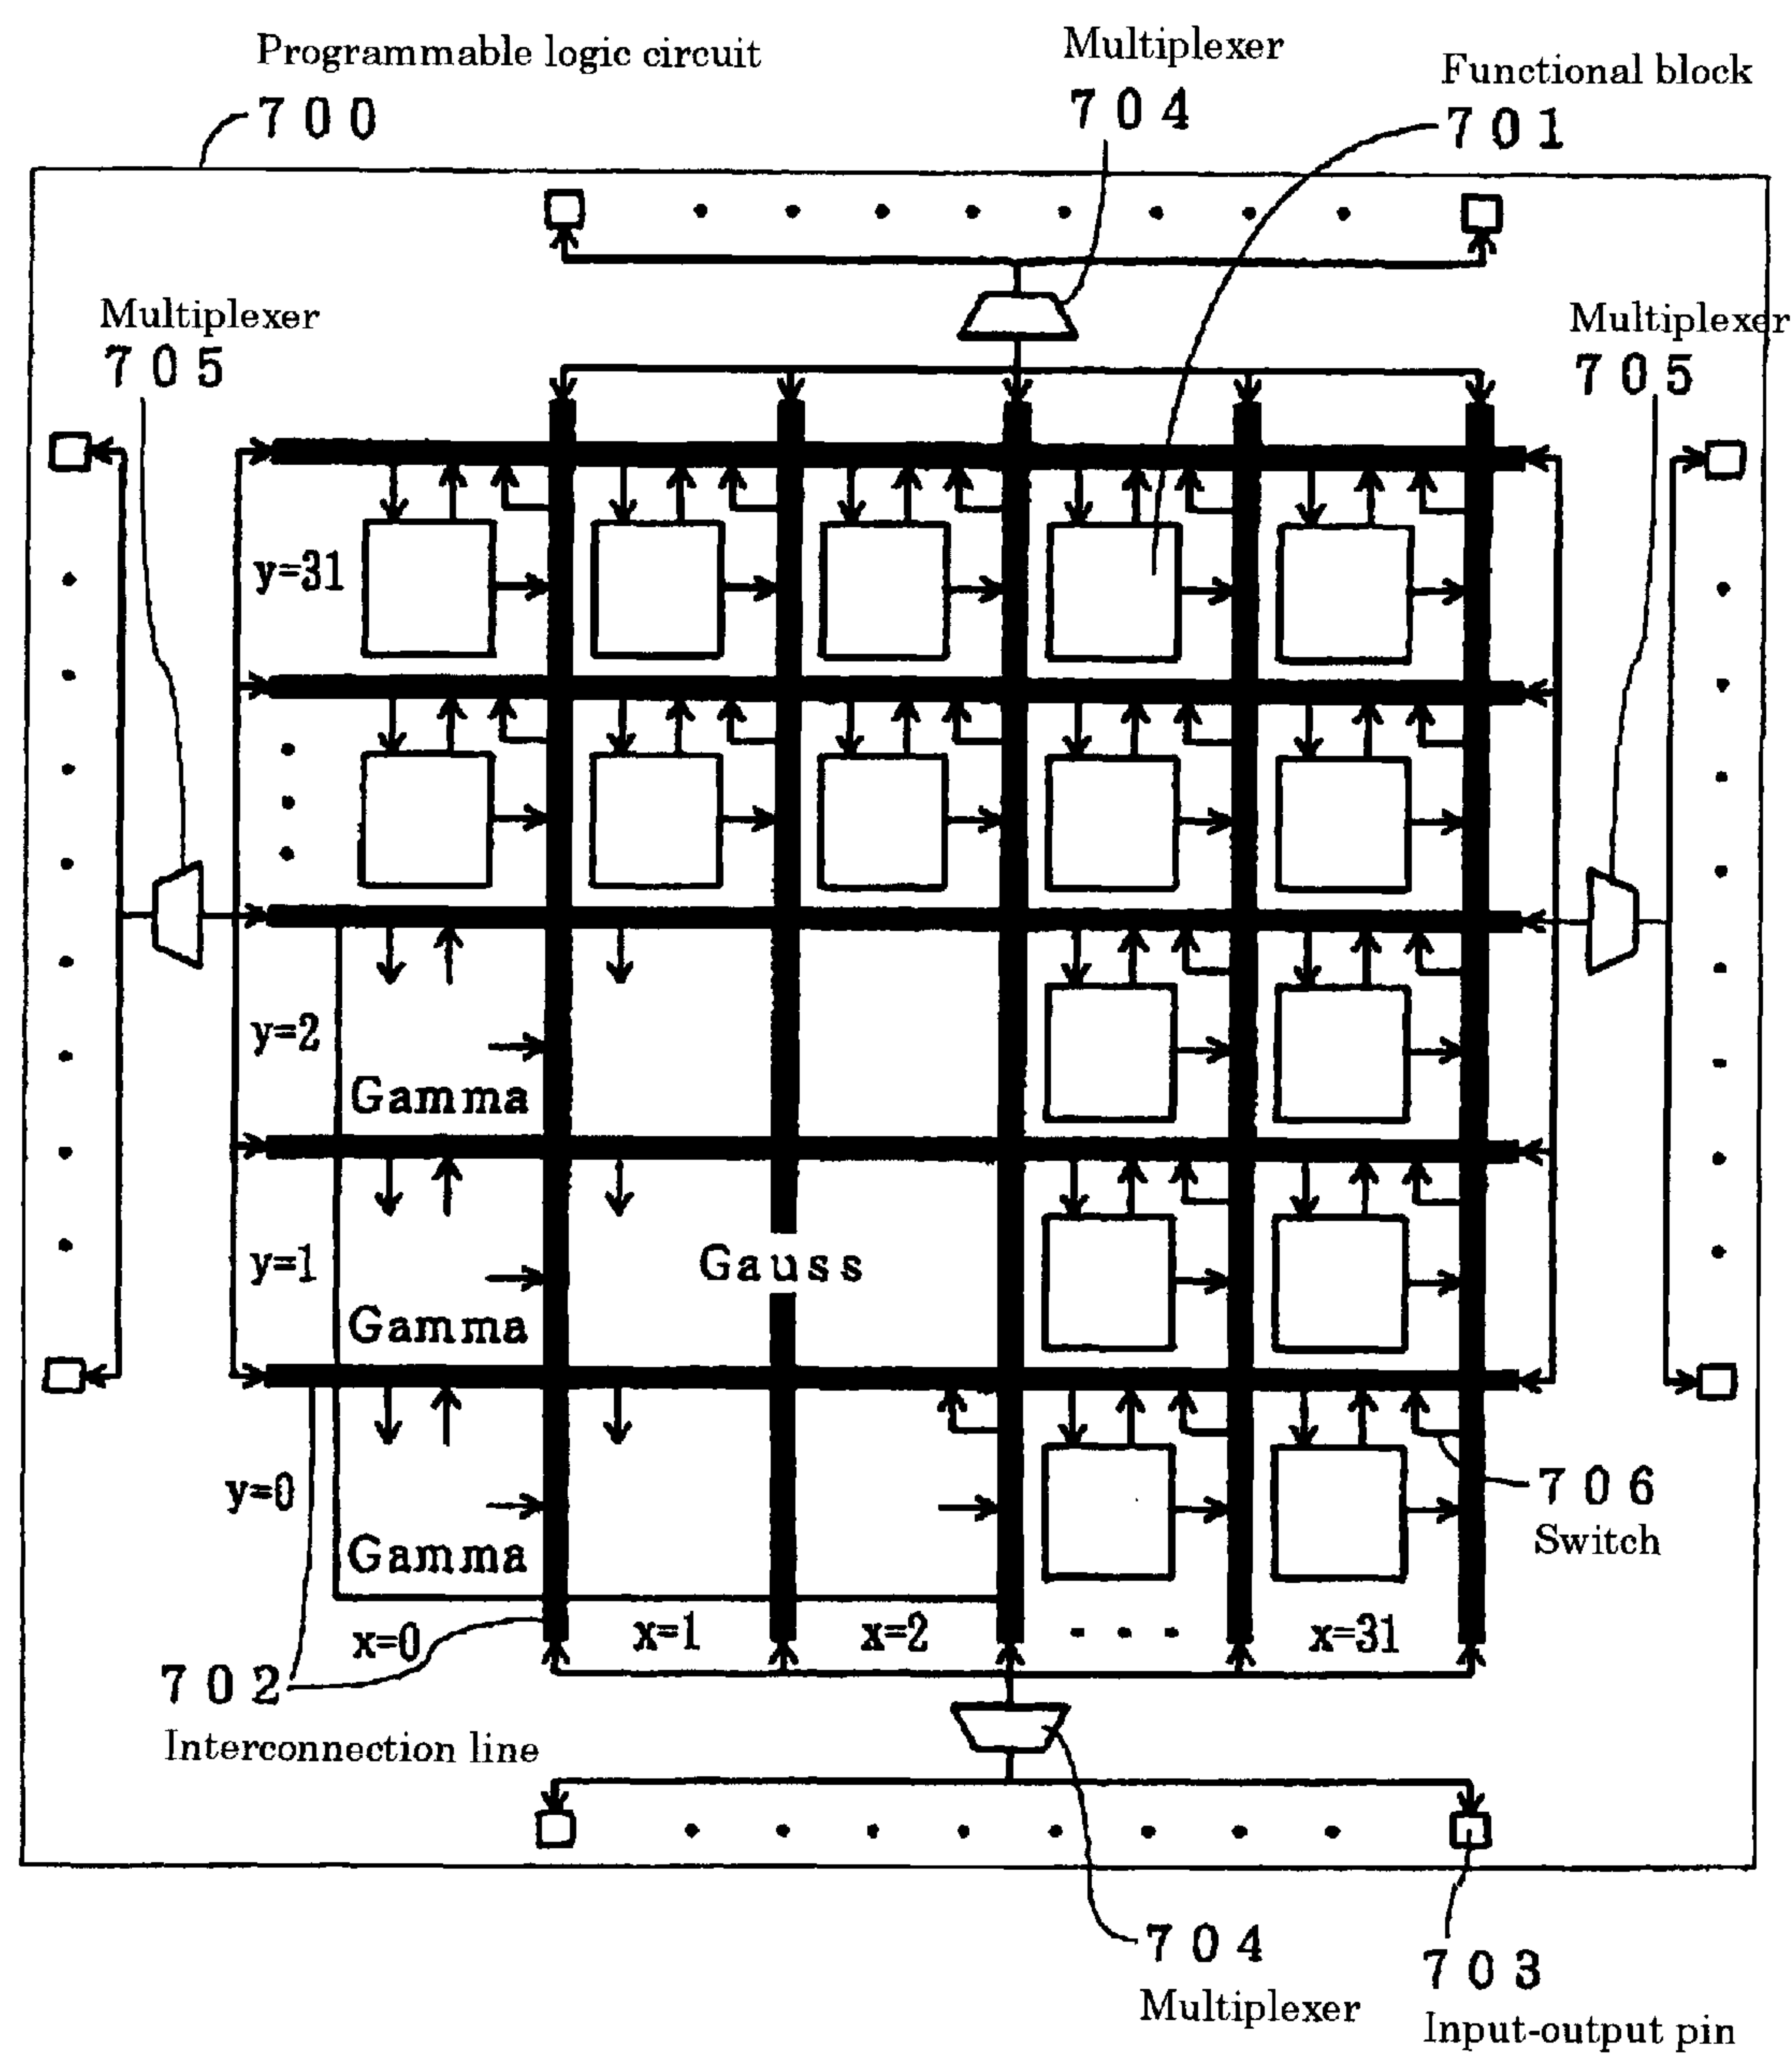 Programmable logic circuit
700
Multiplexer
704
Functional block
701
Multiplexer
705
Multiplexer
705
y=31
y=2
Gamma
y=1
Gauss
Gamma
y=0
706
Switch
Gamma
x=0
x=1
x=2
x=31
702
Interconnection line
704
Multiplexer
703
Input-output pin